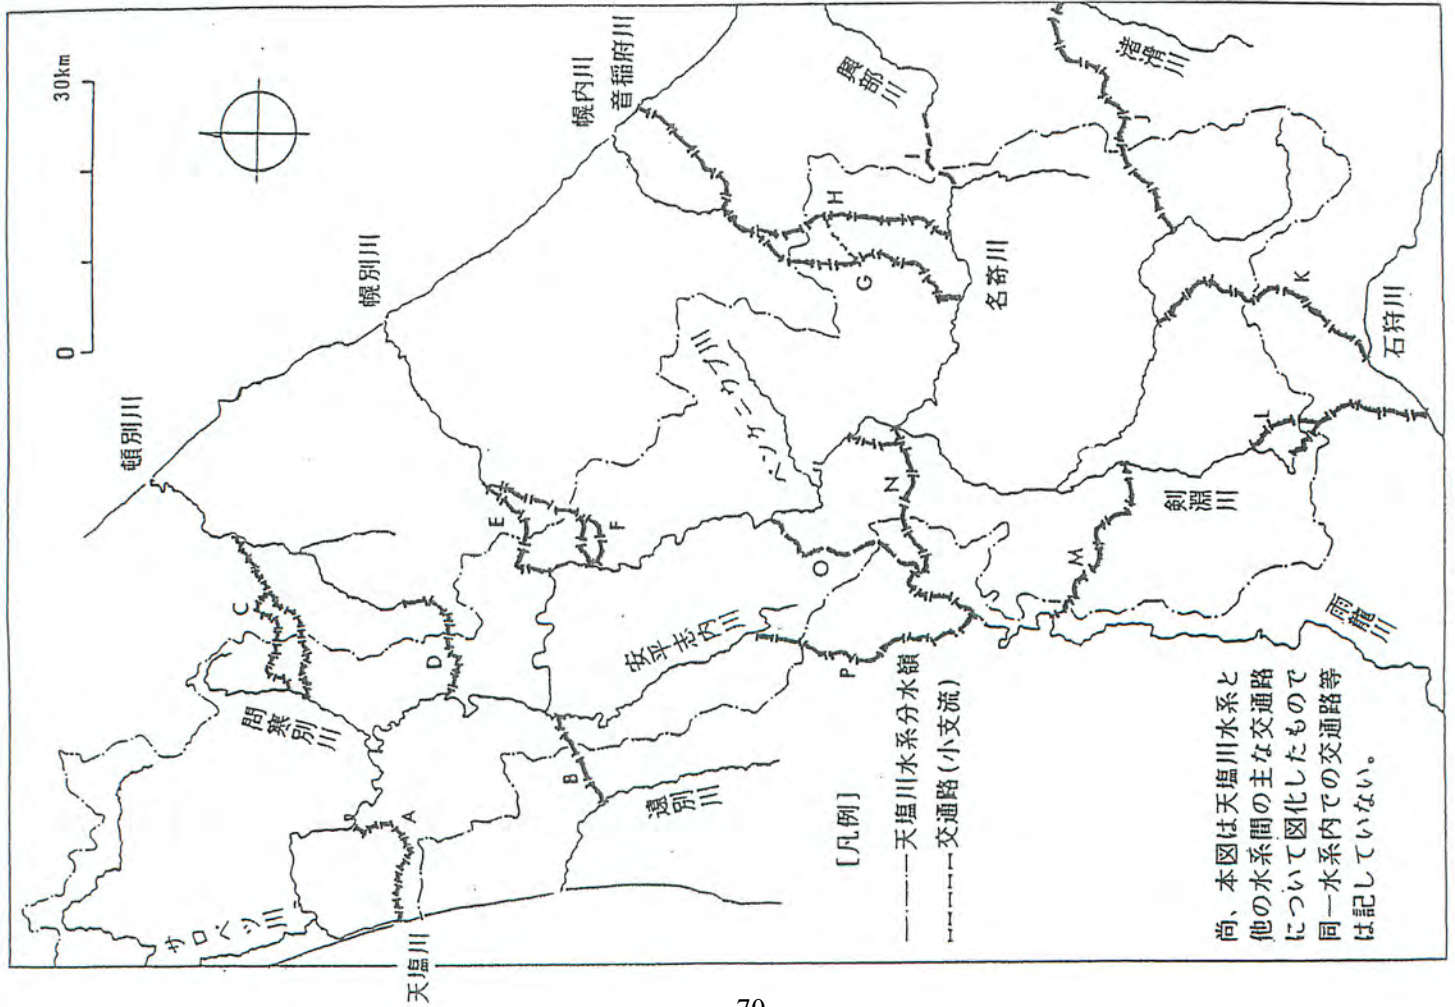 0
30km
頓別川
幌別川
幌内川
音稲府川
興部川
渚滑川
名寄川
石狩川
剣淵川
雨龍川
ペンケニウプ川
安平志内川
問寒別川
遠別川
サロベツ川
天塩川
A
B
C
D
E
F
G
H
I
J
K
L
M
N
O
P
[凡例]
天塩川水系分水嶺
交通路(小支流)
尚、本図は天塩川水系と
他の水系間の主な交通路
について図化したもので
同一水系内での交通路等
は記していない。
70